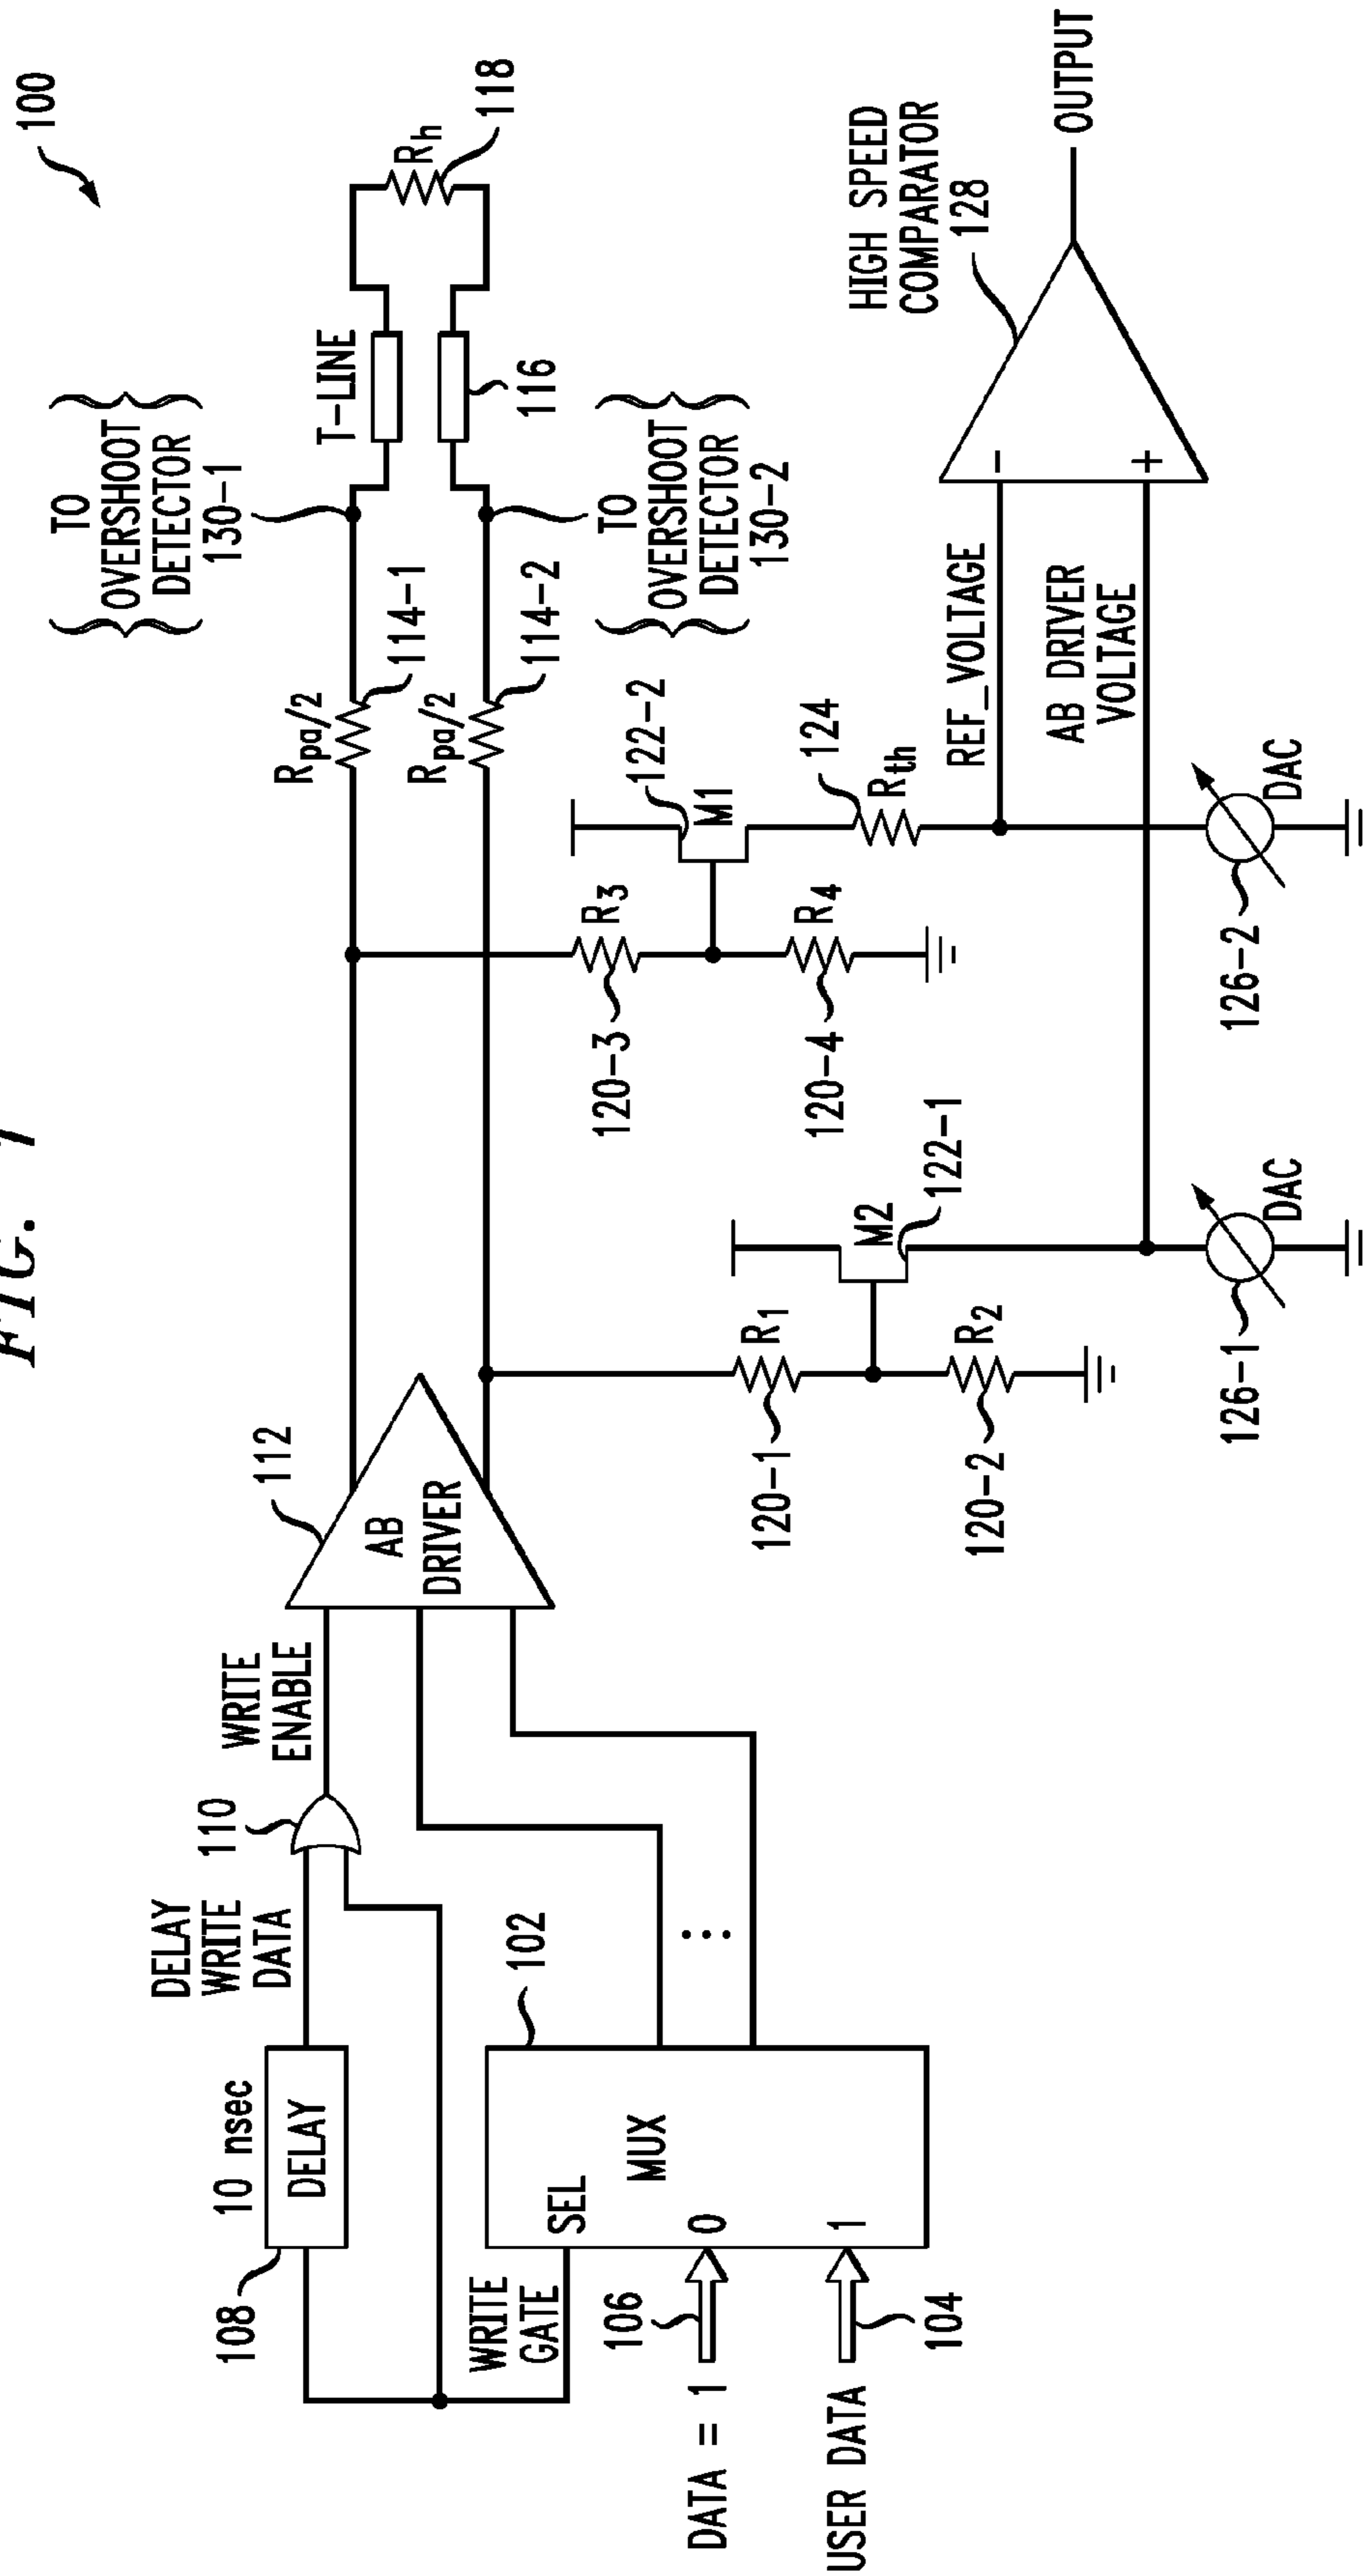 FIG. 1
100
10 nsec
DELAY
108
DELAY
WRITE
DATA
110
WRITE
ENABLE
112
AB
DRIVER
WRITE
GATE
SEL
MUX
102
0
1
106
104
DATA = 1
USER DATA
...
TO
OVERSHOOT
DETECTOR
130-1
TO
OVERSHOOT
DETECTOR
130-2
Rpa/2
114-1
Rpa/2
114-2
T-LINE
116
Rh
118
R1
120-1
R2
120-2
M2
122-1
R3
120-3
R4
120-4
M1
122-2
Rth
124
REF_VOLTAGE
AB DRIVER
VOLTAGE
DAC
126-1
DAC
126-2
HIGH SPEED
COMPARATOR
128
-
+
OUTPUT